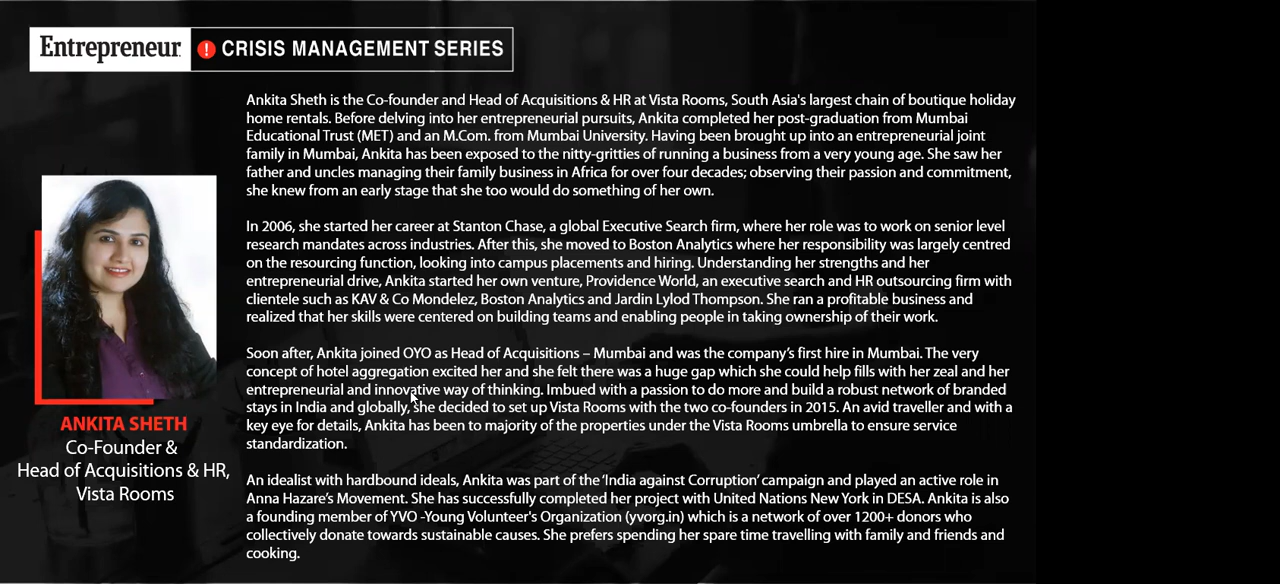 Entrepreneur
! CRISIS MANAGEMENT SERIES
Ankita Sheth is the Co-founder and Head of Acquisitions & HR at Vista Rooms, South Asia's largest chain of boutique holiday
home rentals. Before delving into her entrepreneurial pursuits, Ankita completed her post-graduation from Mumbai
Educational Trust (MET) and an M.Com. from Mumbai University. Having been brought up into an entrepreneurial joint
family in Mumbai, Ankita has been exposed to the nitty-gritties of running a business from a very young age. She saw her
father and uncles managing their family business in Africa for over four decades; observing their passion and commitment,
she knew from an early stage that she too would do something of her own.
In 2006, she started her career at Stanton Chase, a global Executive Search firm, where her role was to work on senior level
research mandates across industries. After this, she moved to Boston Analytics where her responsibility was largely centred
on the resourcing function, looking into campus placements and hiring. Understanding her strengths and her
entrepreneurial drive, Ankita started her own venture, Providence World, an executive search and HR outsourcing firm with
clientele such as KAV & Co Mondelez, Boston Analytics and Jardin Lylod Thompson. She ran a profitable business and
realized that her skills were centered on building teams and enabling people in taking ownership of their work.
Soon after, Ankita joined OYO as Head of Acquisitions – Mumbai and was the company's first hire in Mumbai. The very
concept of hotel aggregation excited her and she felt there was a huge gap which she could help fills with her zeal and her
entrepreneurial and innovative way of thinking. Imbued with a passion to do more and build a robust network of branded
stays in India and globally, she decided to set up Vista Rooms with the two co-founders in 2015. An avid traveller and with a
key eye for details, Ankita has been to majority of the properties under the Vista Rooms umbrella to ensure service
standardization.
An idealist with hardbound ideals, Ankita was part of the 'India against Corruption' campaign and played an active role in
Anna Hazare's Movement. She has successfully completed her project with United Nations New York in DESA. Ankita is also
a founding member of YVO -Young Volunteer's Organization (yvorg.in) which is a network of over 1200+ donors who
collectively donate towards sustainable causes. She prefers spending her spare time travelling with family and friends and
cooking.
ANKITA SHETH
Co-Founder &
Head of Acquisitions & HR,
Vista Rooms